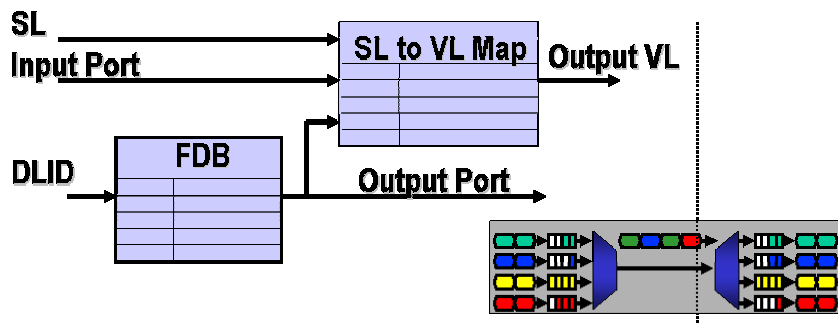 SL
Input Port
SL to VL Map
Output VL
DLID
FDB
Output Port